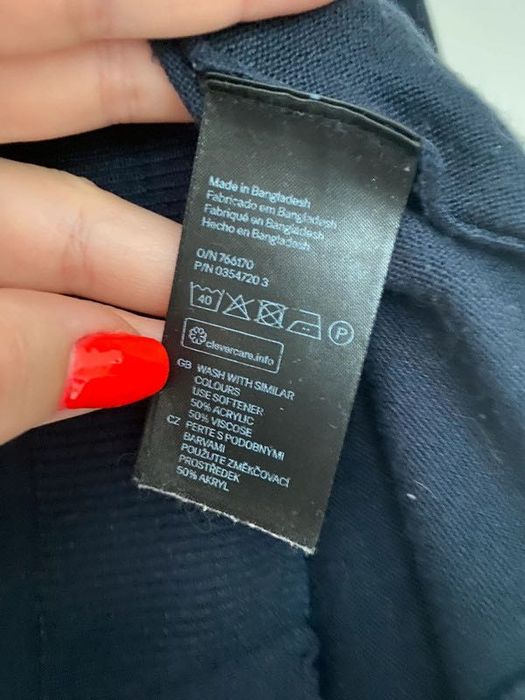 Made in Bangladesh
Fabricado em Bangladesh
Fabriqué en Bangladesh
Hecho en Bangladesh
O/N 766170
P/N 0354720 3
40 P
clevercare.info
GB WASH WITH SIMILAR
COLOURS
USE SOFTENER
50% ACRYLIC
50% VISCOSE
CZ PERTE S PODOBNÝMI
BARVAMI
POUŽIJTE ZMĚKČOVACÍ
PROSTŘEDEK
50% AKRYL